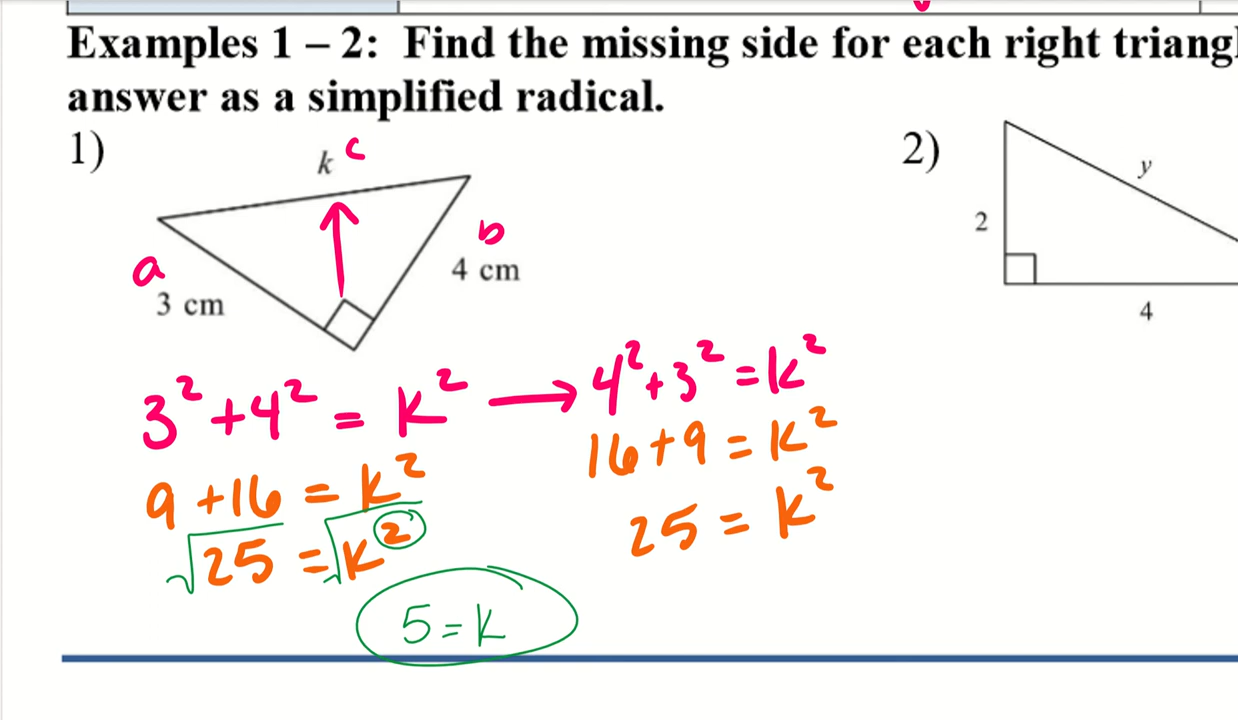 Examples 1 – 2: Find the missing side for each right triang
answer as a simplified radical.
1)
k c
a
3 cm
b
4 cm
3² + 4² = k² → 4² + 3² = k²
9 + 16 = k²
√25 = √k²
5 = k
16 + 9 = k²
25 = k²
2)
y
2
4